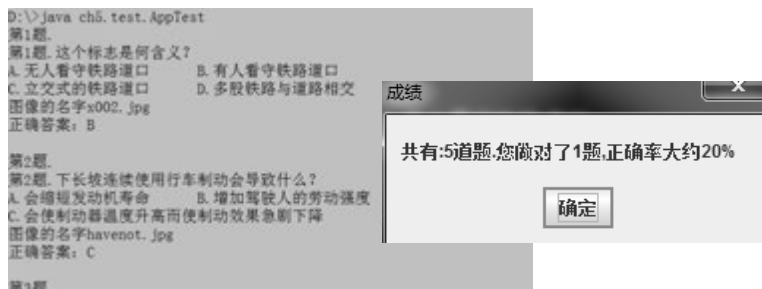 D:\>java ch5.test.AppTest
第1题.
第1题.这个标志是何含义?
A.无人看守铁路道口 B.有人看守铁路道口
C.立交式的铁路道口 D.多股铁路与道路相交
图像的名字x002.jpg
正确答案: B
第2题.
第2题.下长坡连续使用行车制动会导致什么?
A.会缩短发动机寿命 B.增加驾驶人的劳动强度
C.会使制动器温度升高而使制动效果急剧下降
图像的名字havenot.jpg
正确答案: C
第3题
成绩
共有:5道题.您做对了1题,正确率大约20%
确定